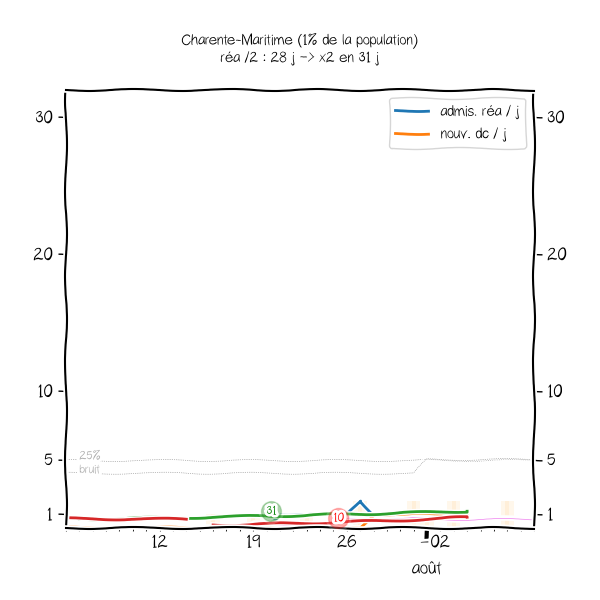 Charente-Maritime (1% de la population)
réa /2 : 28 j -> x2 en 31 j
admis. réa / j
nouv. dc / j
30
30
20
20
10
10
5
5
25%
bruit
1
1
31
10
12
19
26
02
août